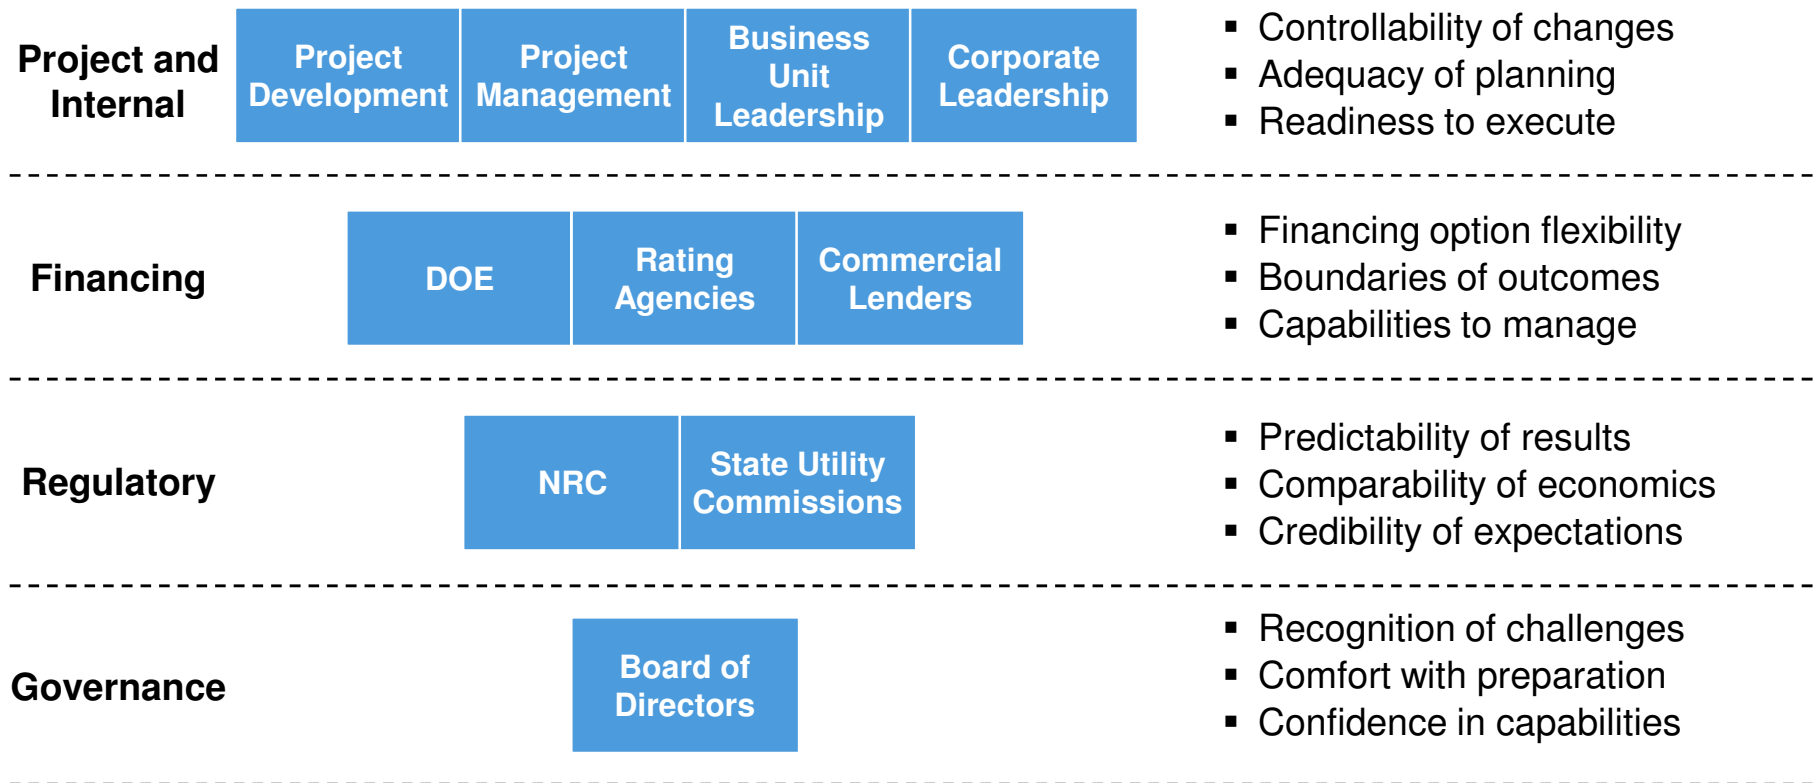 Project and
Internal
Project
Development
Project
Management
Business
Unit
Leadership
Corporate
Leadership
▪ Controllability of changes
▪ Adequacy of planning
▪ Readiness to execute
Financing
DOE
Rating
Agencies
Commercial
Lenders
▪ Financing option flexibility
▪ Boundaries of outcomes
▪ Capabilities to manage
Regulatory
NRC
State Utility
Commissions
▪ Predictability of results
▪ Comparability of economics
▪ Credibility of expectations
Governance
Board of
Directors
▪ Recognition of challenges
▪ Comfort with preparation
▪ Confidence in capabilities